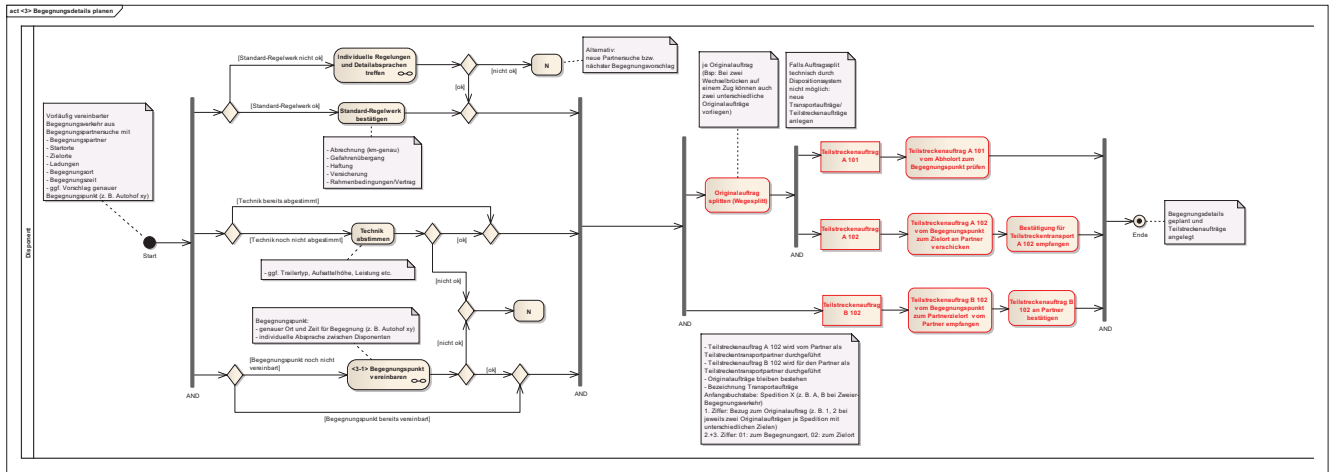 act <3> Begegnungsdetails planen
Disponent
Vorläufig vereinbarter
Begegnungsverkehr aus
Begegnungspartnersuche mit
- Begegnungspartner
- Startorte
- Zielorte
- Ladungen
- Begegnungsort
- Begegnungszeit
- ggf. Vorschlag genauer
Begegnungspunkt (z. B. Autohof xy)
Start
AND
[Standard-Regelwerk nicht ok]
Individuelle Regelungen
und Detailabsprachen
treffen
[nicht ok]
N
Alternativ:
neue Partnersuche bzw.
nächster Begegnungsvorschlag
[ok]
[Standard-Regelwerk ok]
Standard-Regelwerk
bestätigen
- Abrechnung (km-genau)
- Gefahrenübergang
- Haftung
- Versicherung
- Rahmenbedingungen/Vertrag
[Technik bereits abgestimmt]
[Technik noch nicht abgestimmt]
Technik
abstimmen
[ok]
- ggf. Trailertyp, Aufsattelhöhe, Leistung etc.
[nicht ok]
N
Begegnungspunkt:
- genauer Ort und Zeit für Begegnung (z. B. Autohof xy)
- individuelle Absprache zwischen Disponenten
[nicht ok]
[Begegnungspunkt noch nicht
vereinbart]
<3-1> Begegnungspunkt
vereinbaren
[ok]
[Begegnungspunkt bereits vereinbart]
AND
je Originalauftrag
(Bsp: Bei zwei
Wechselbrücken auf
einem Zug können auch
zwei unterschiedliche
Originalaufträge
vorliegen)
Falls Auftragssplit
technisch durch
Dispositionsystem
nicht möglich:
neue
Transportaufträge/
Teilstreckenaufträge
anlegen
Originalauftrag
splitten (Wegesplit)
AND
AND
Teilstreckenauftrag
A 101
Teilstreckenauftrag A 101
vom Abholort zum
Begegnungspunkt prüfen
Teilstreckenauftrag
A 102
Teilstreckenauftrag A 102
vom Begegnungspunkt
zum Zielort an Partner
verschicken
Bestätigung für
Teilstreckentransport
A 102 empfangen
Teilstreckenauftrag
B 102
Teilstreckenauftrag B 102
vom Begegnungspunkt
zum Partnerzielort vom
Partner empfangen
Teilstreckenauftrag B
102 an Partner
bestätigen
AND
Ende
Begegnungsdetails
geplant und
Teilstreckenaufträge
angelegt
- Teilstreckenauftrag A 102 wird vom Partner als
Teilstreckentransportpartner durchgeführt
- Teilstreckenauftrag B 102 wird für den Partner als
Teilstreckentransportpartner durchgeführt
- Originalaufträge bleiben bestehen
- Bezeichnung Transportaufträge
Anfangsbuchstabe: Spedition X (z. B. A, B bei Zweier-
Begegnungsverkehr)
1. Ziffer: Bezug zum Originalauftrag (z. B. 1, 2 bei
jeweils zwei Originalaufträgen je Spedition mit
unterschiedlichen Zielen)
2.+3. Ziffer: 01: zum Begegnungsort, 02: zum Zielort